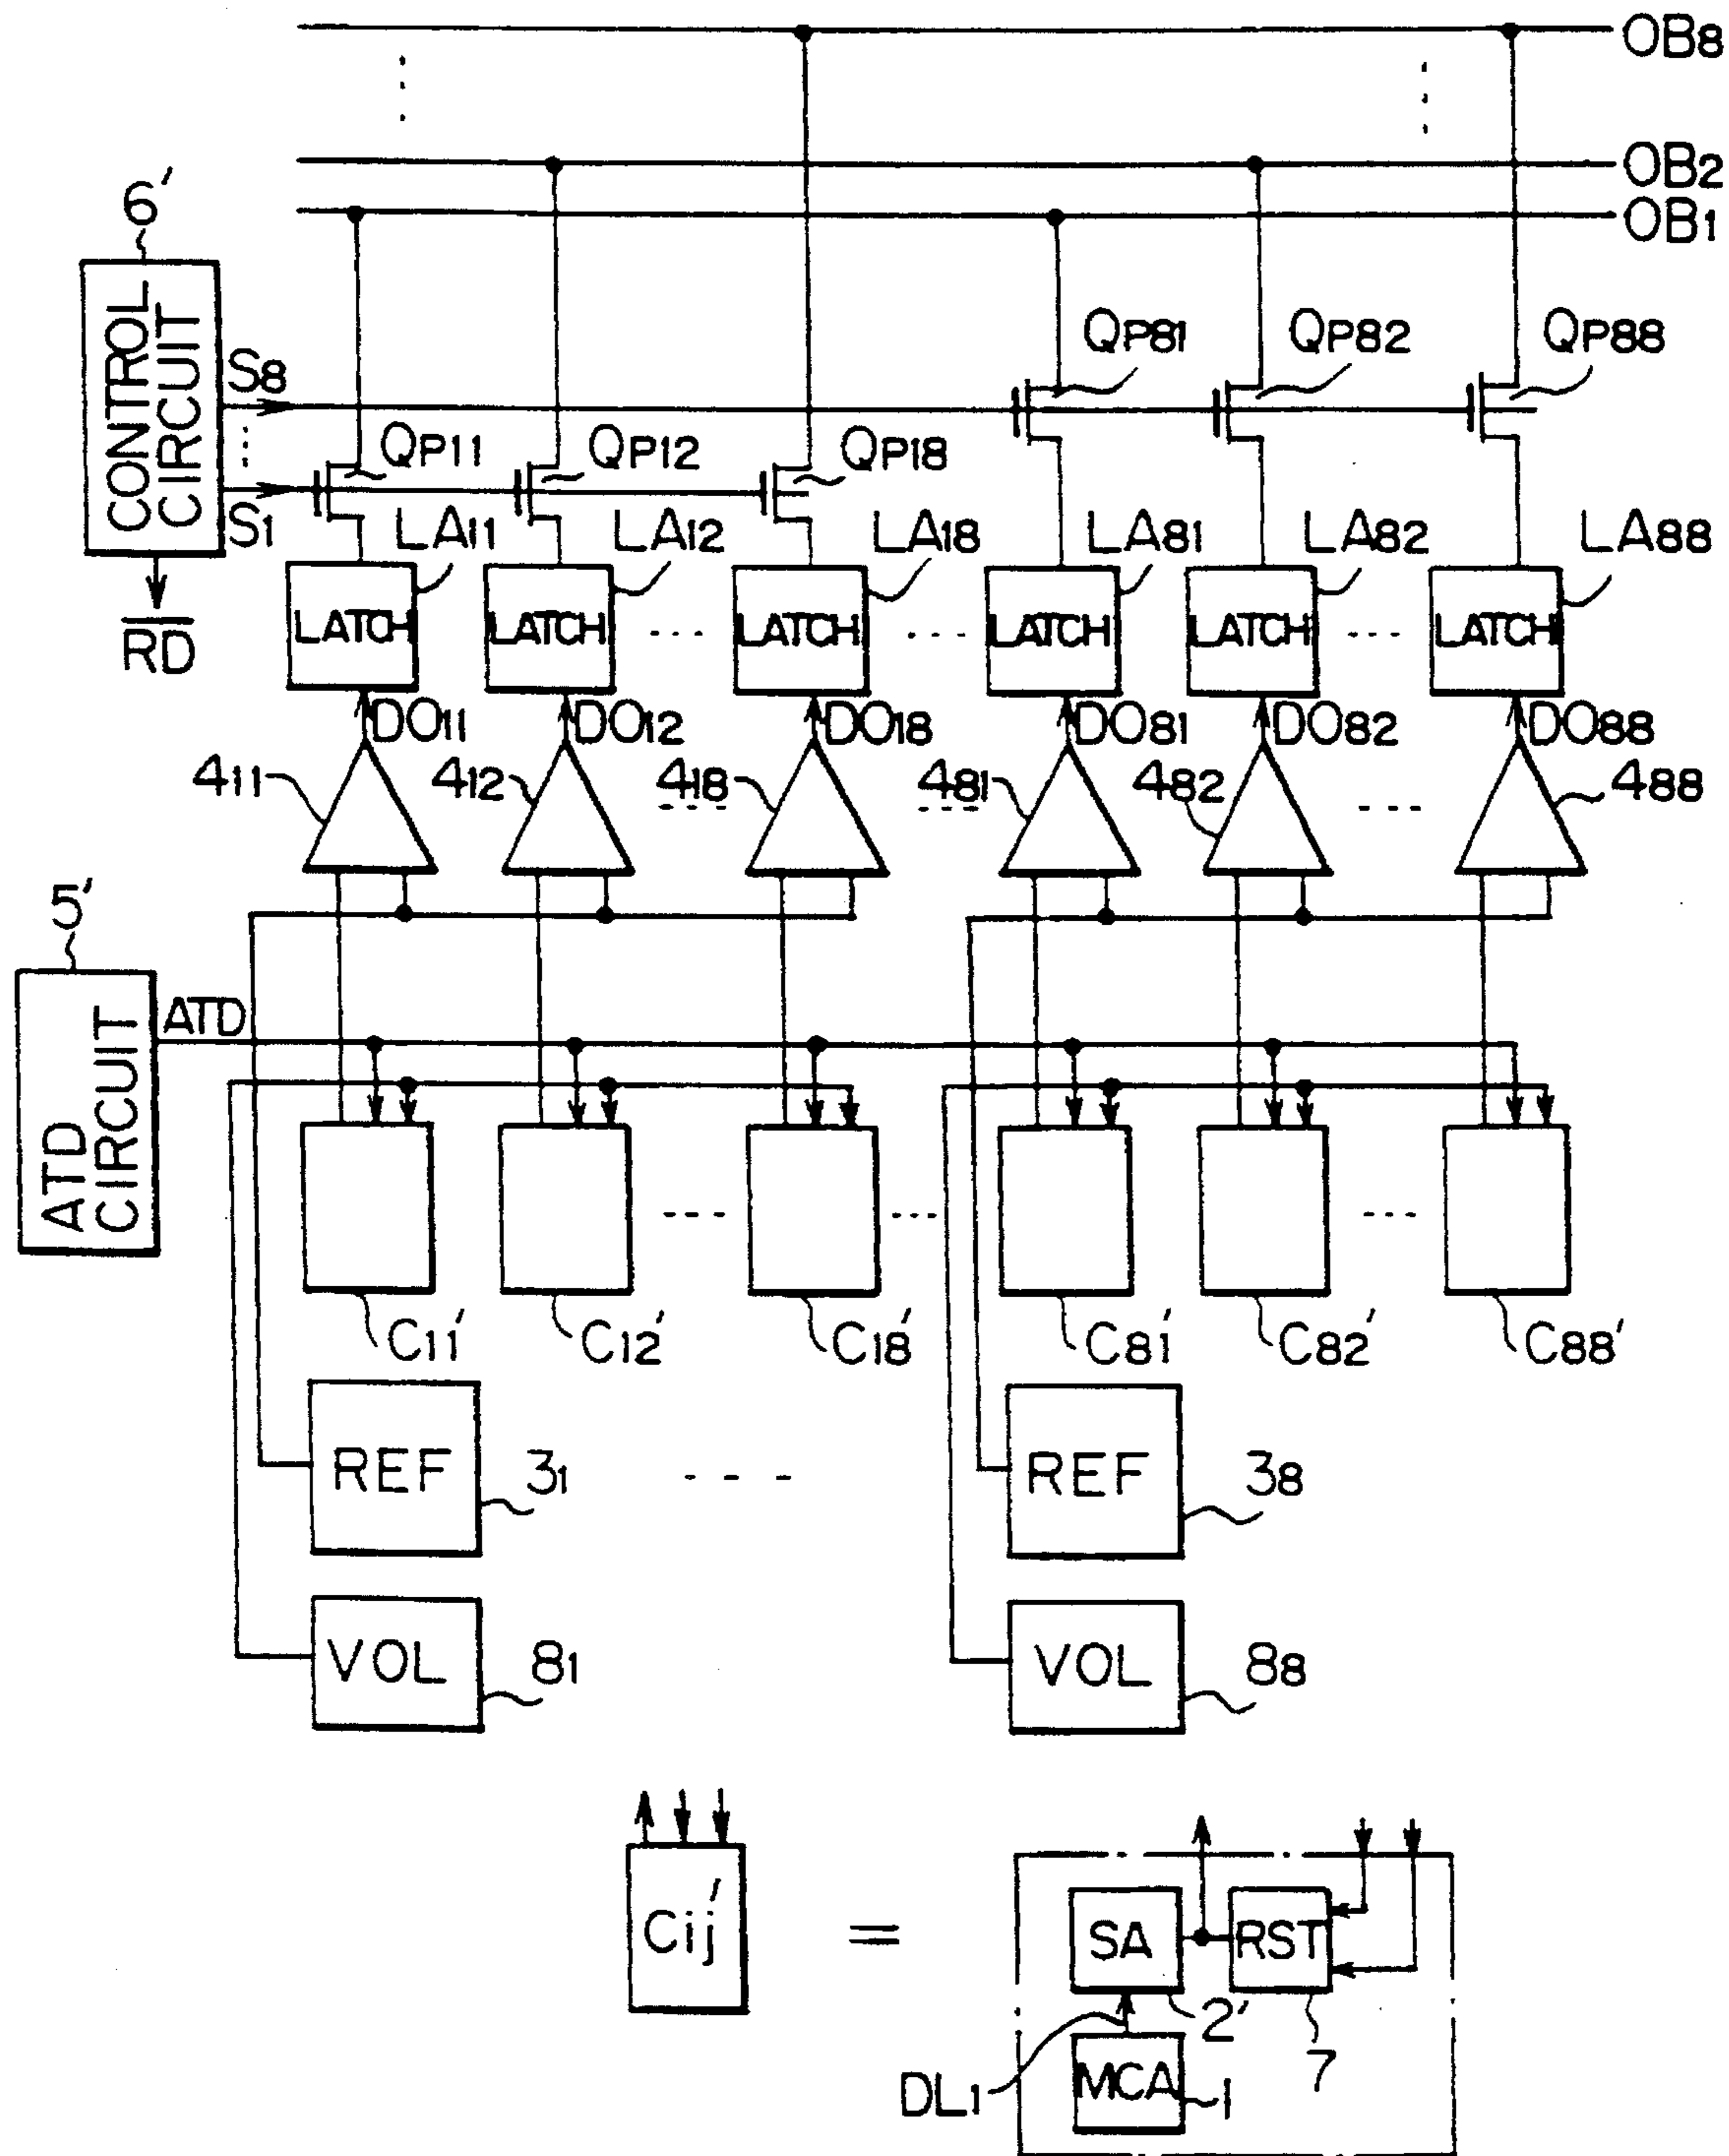 OB8
OB2
OB1
6'
CONTROL CIRCUIT
S8
S1
RD
QP81 QP82 QP88
QP11 QP12 QP18
LA11 LA12 LA18 LA81 LA82 LA88
LATCH LATCH LATCH LATCH LATCH LATCH
DO11 DO12 DO18 DO81 DO82 DO88
411 412 418 481 482 488
5'
ATD CIRCUIT
ATD
C11' C12' C18' C81' C82' C88'
REF 31 REF 38
VOL 81 VOL 88
Cij' =
SA RST
2' 7
DL1 MCA 1